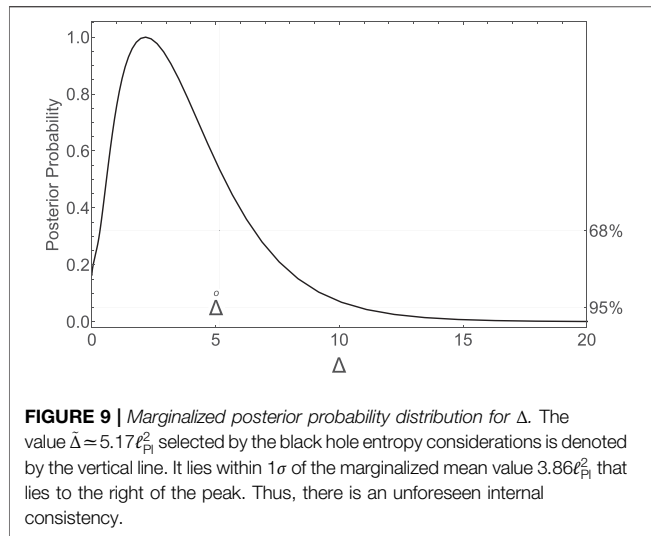 1.0
0.8
0.6
0.4
0.2
0.0
Posterior Probability
68%
95%
o
Δ
0 5 10 15 20
Δ
FIGURE 9 | Marginalized posterior probability distribution for Δ. The
value Δ̃ ≃ 5.17ℓ²Pl selected by the black hole entropy considerations is denoted
by the vertical line. It lies within 1σ of the marginalized mean value 3.86ℓ²Pl that
lies to the right of the peak. Thus, there is an unforeseen internal
consistency.